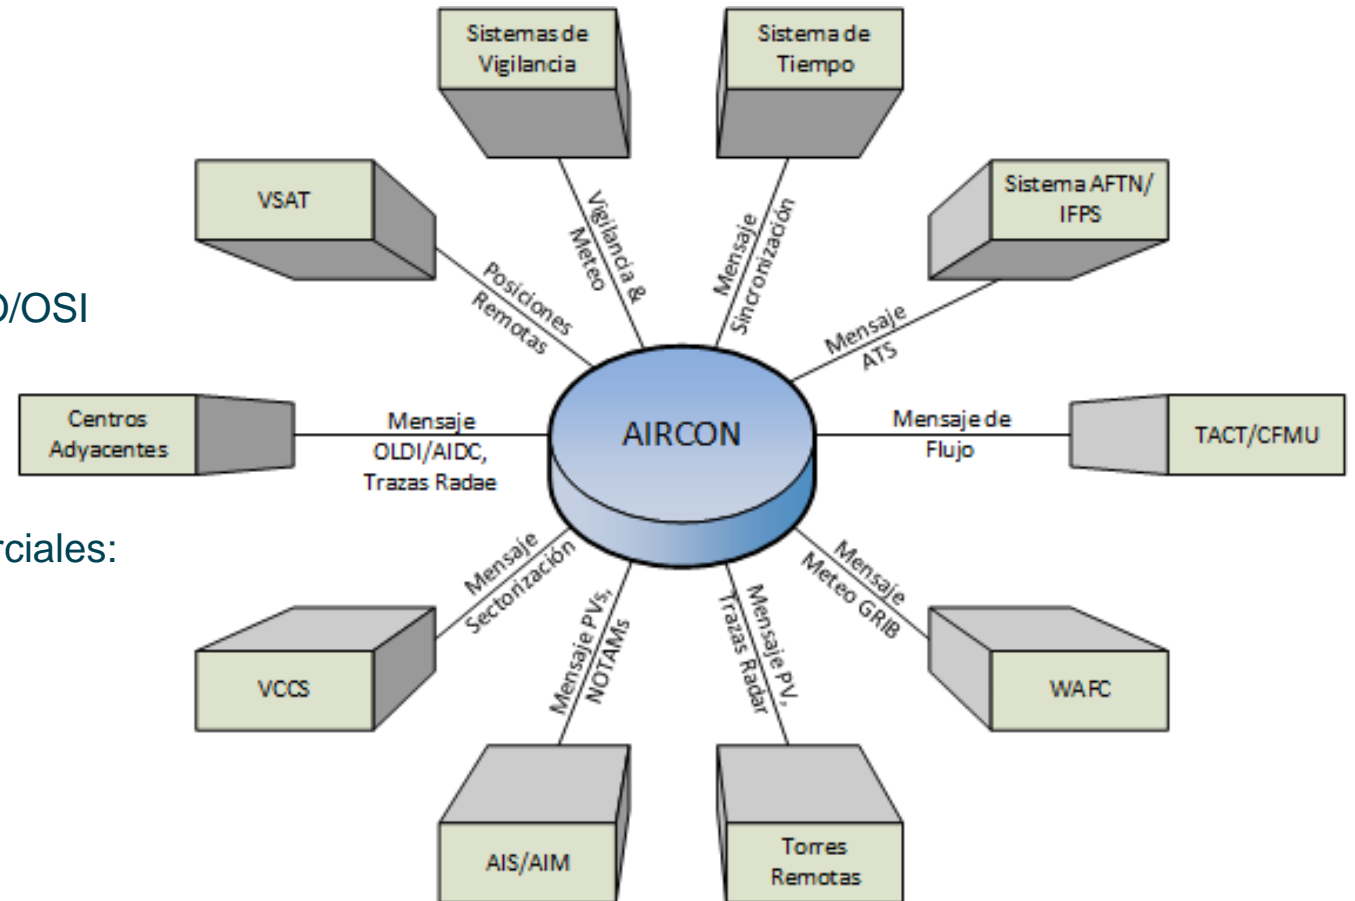 Sistemas de
Vigilancia
Sistema de
Tiempo
VSAT
Sistema AFTN/
IFPS
Vigilancia &
Meteo
Mensaje
Sincronización
Posiciones
Remotas
Mensaje
ATS
O/OSI
Centros
Adyacentes
Mensaje
OLDI/AIDC,
Trazas Radae
AIRCON
Mensaje de
Flujo
TACT/CFMU
rciales:
Mensaje
Sectorización
Mensaje PVs,
NOTAMs
Mensaje PV,
Trazas Radar
Mensaje
Meteo GRIB
VCCS
WAFC
AIS/AIM
Torres
Remotas